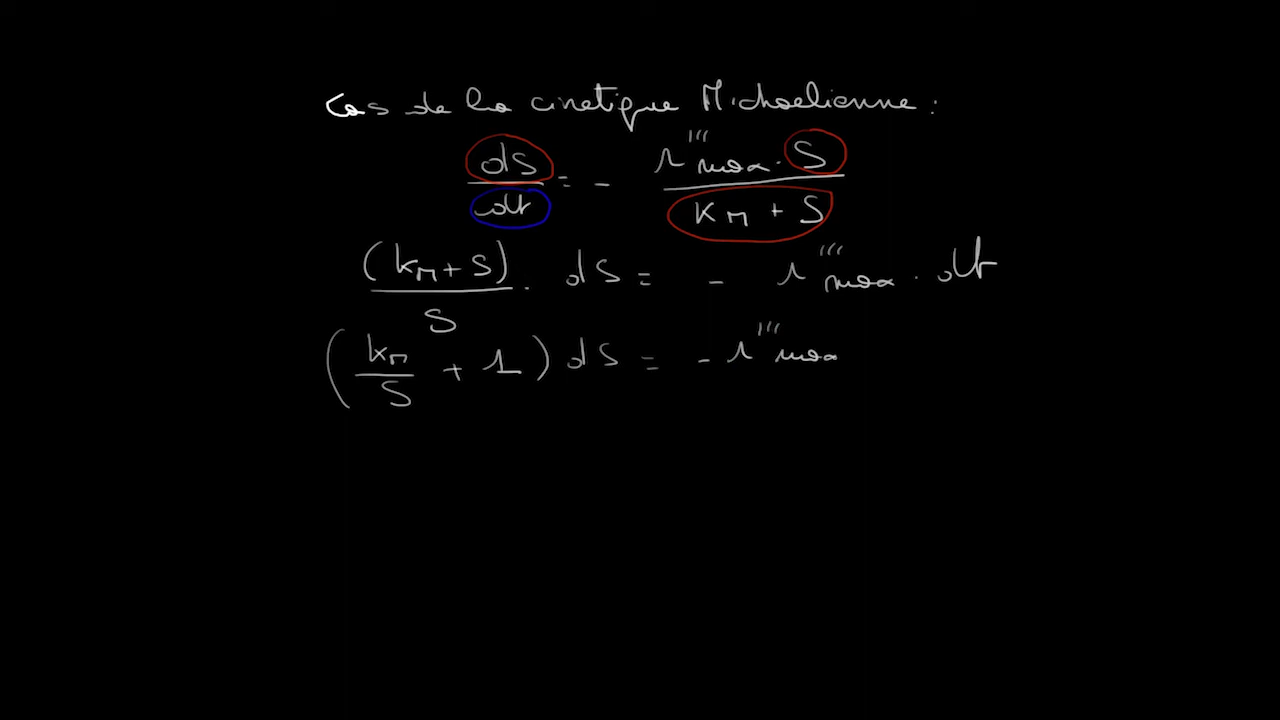 Cas de la cinétique Michaelienne :
dS/dt = - r'''max · S / (KM + S)
(KM + S)/S · dS = - r'''max · dt
(KM/S + 1) dS = - r'''max